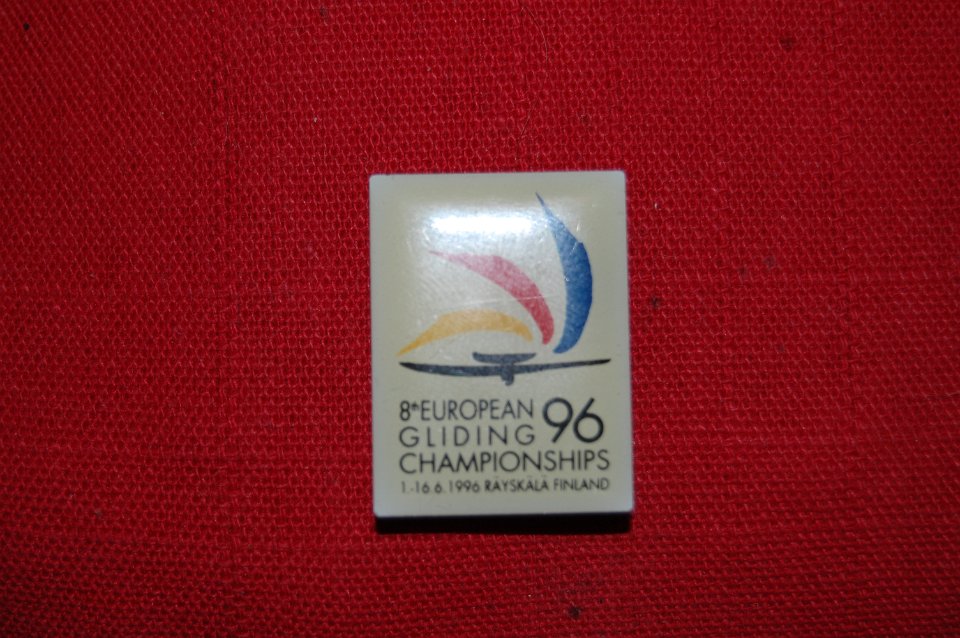 8th EUROPEAN 96
GLIDING
CHAMPIONSHIPS
1.-16.6.1996 RÄYSKÄLÄ FINLAND